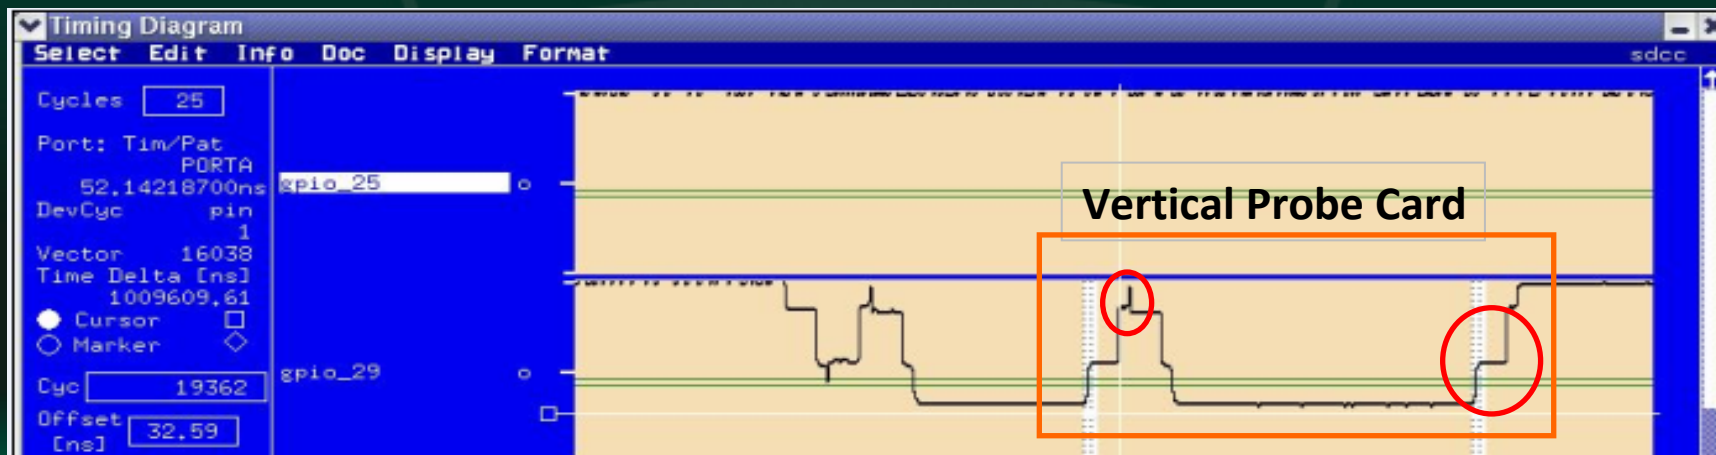 Timing Diagram
Select Edit Info Doc Display Format sdcc
Cycles 25
Port: Tim/Pat
PORTA
52.14218700ns
DevCyc pin
1
Vector 16038
Time Delta [ns]
1009609.61
Cursor
Marker
Cyc 19362
Offset 32.59
[ns]
gpio_25 o
Vertical Probe Card
gpio_29 o